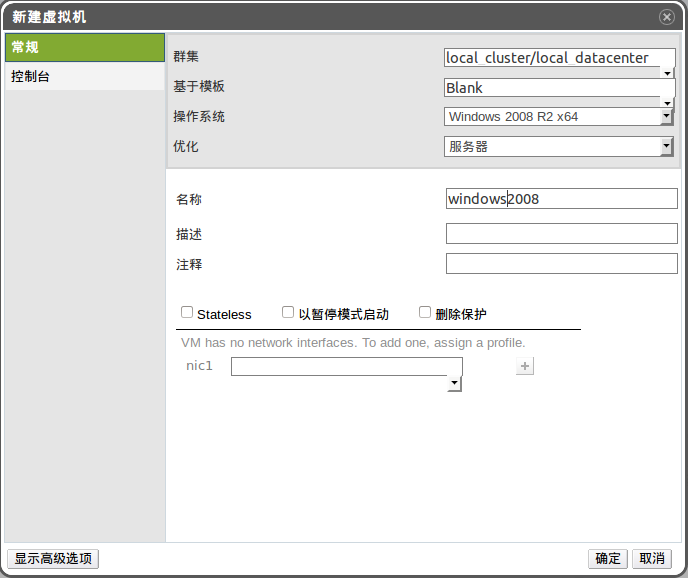 新建虚拟机
常规
控制台
群集 local_cluster/local_datacenter
基于模板 Blank
操作系统 Windows 2008 R2 x64
优化 服务器
名称 windows2008
描述
注释
Stateless 以暂停模式启动 删除保护
VM has no network interfaces. To add one, assign a profile.
nic1 +
显示高级选项 确定 取消